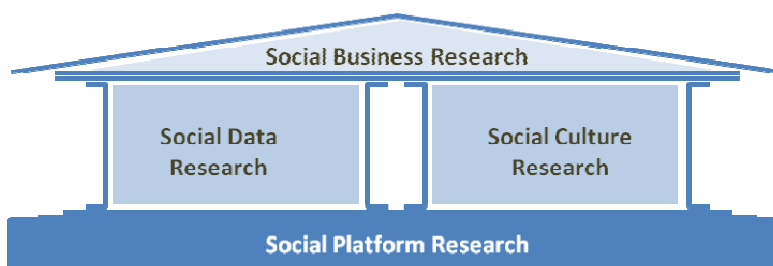 Social Business Research
Social Data
Research
Social Culture
Research
Social Platform Research